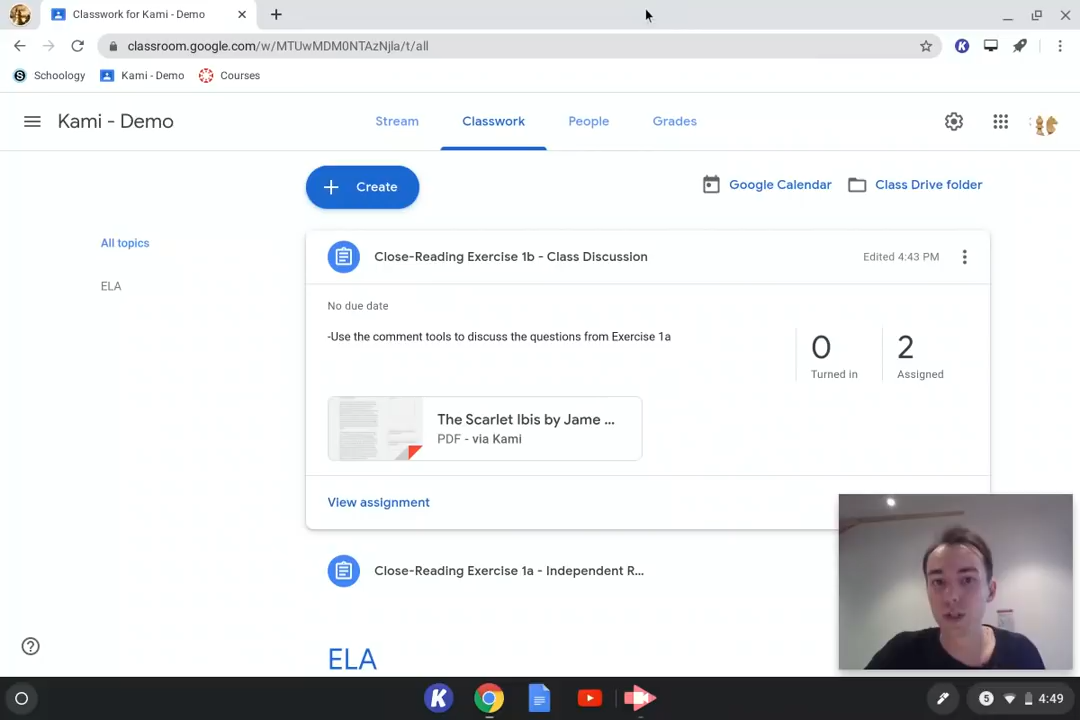 Classwork for Kami - Demo
classroom.google.com/w/MTUwMDM0NTAzNjla/t/all
Schoology Kami - Demo Courses
Kami - Demo Stream Classwork People Grades
Create Google Calendar Class Drive folder
All topics
ELA
Close-Reading Exercise 1b - Class Discussion Edited 4:43 PM
No due date
-Use the comment tools to discuss the questions from Exercise 1a
0 2
Turned in Assigned
The Scarlet Ibis by Jame ...
PDF - via Kami
View assignment
Close-Reading Exercise 1a - Independent R...
ELA
5 4:49